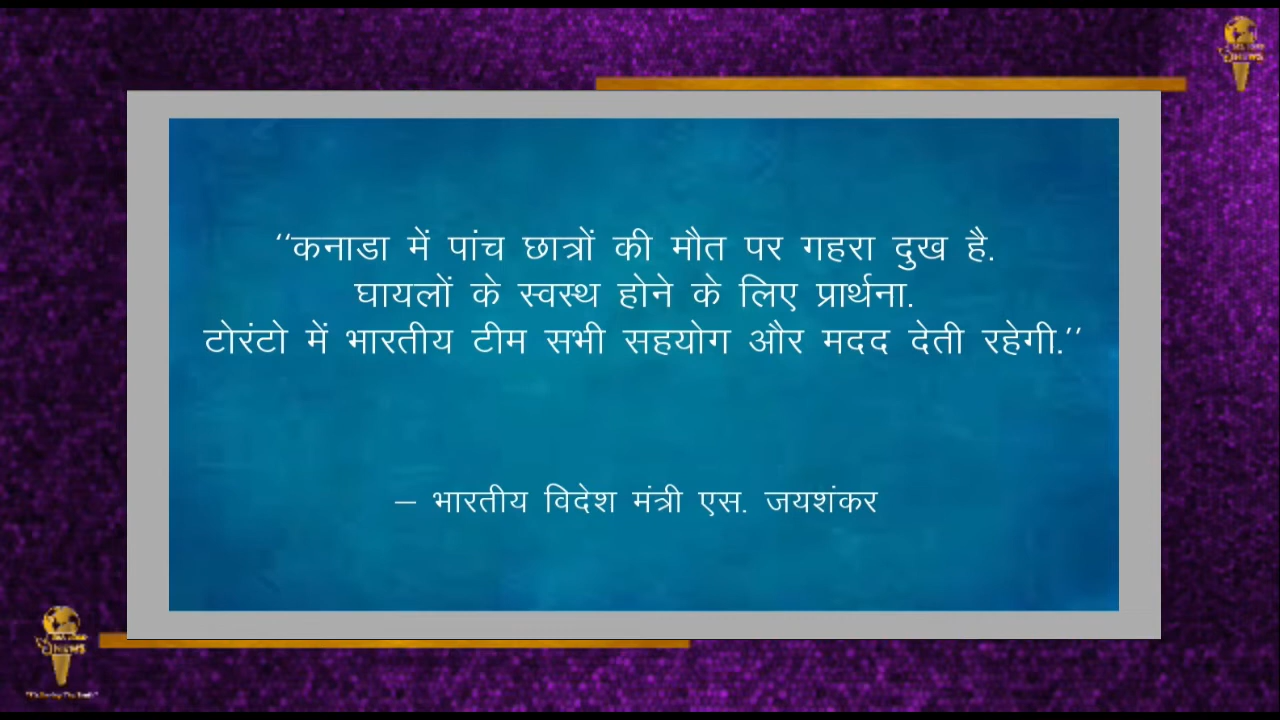 ‘‘कनाडा में पांच छात्रों की मौत पर गहरा दुख है.
घायलों के स्वस्थ होने के लिए प्रार्थना.
टोरंटो में भारतीय टीम सभी सहयोग और मदद देती रहेगी.’’
– भारतीय विदेश मंत्री एस. जयशंकर